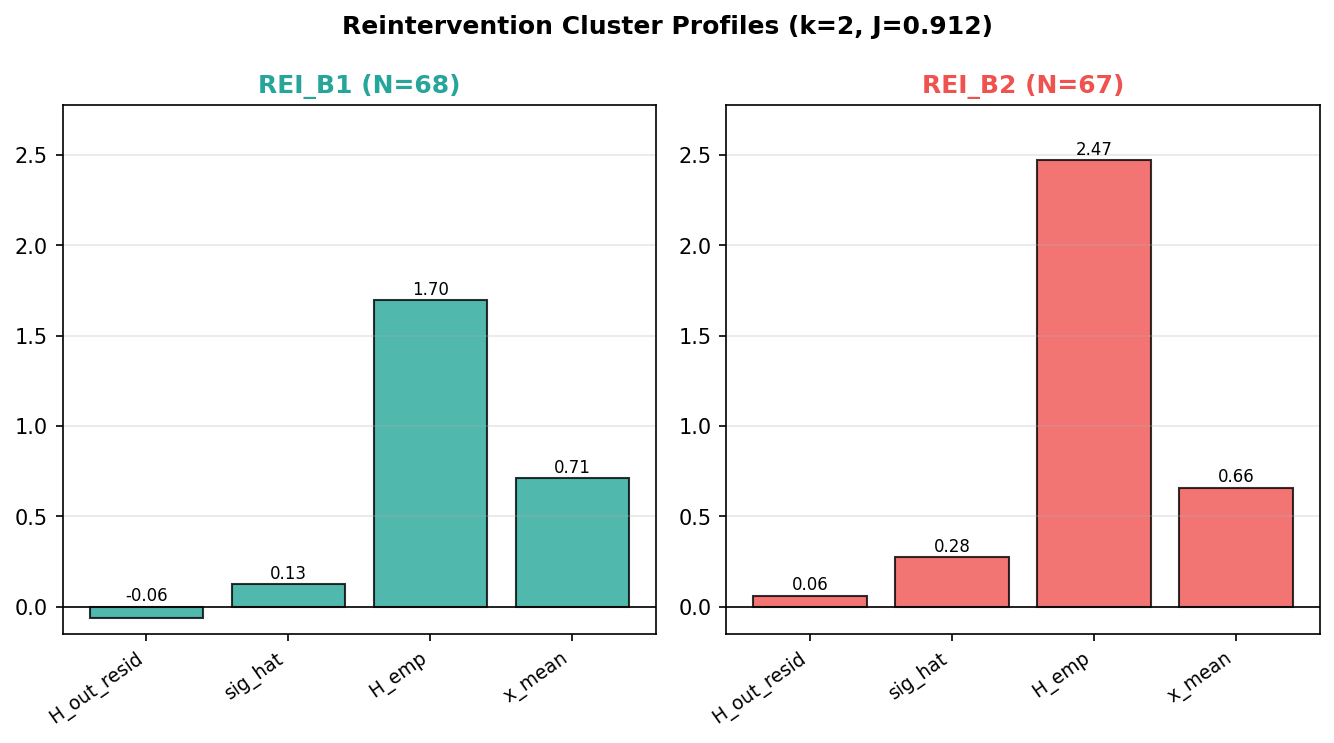 Reintervention Cluster Profiles (k=2, J=0.912)
REI_B1 (N=68)
2.5
2.0
1.5
1.0
0.5
0.0
-0.06
0.13
1.70
0.71
H_out_resid
sig_hat
H_emp
x_mean
REI_B2 (N=67)
2.5
2.0
1.5
1.0
0.5
0.0
0.06
0.28
2.47
0.66
H_out_resid
sig_hat
H_emp
x_mean